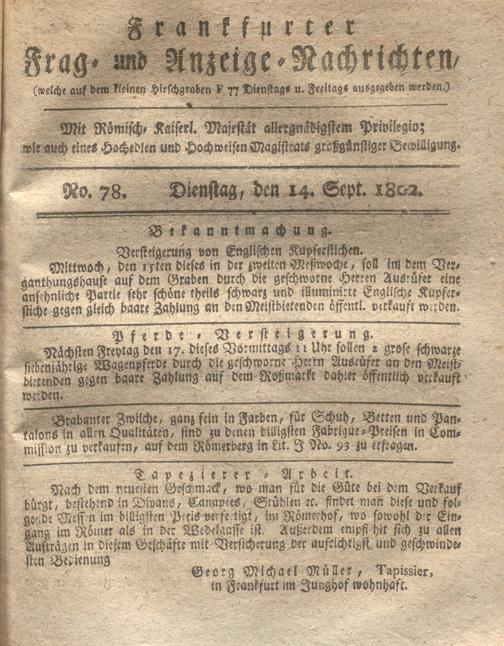 Frankfurter
Frag- und Anzeige-Nachrichten,
(welche auf dem kleinen Hirschgraben F 77 Dienstags u. Freitags ausgegeben werden.)
Mit Römisch-Kaiserl. Majestät allergnädigstem Privilegio;
wie auch eines Hochedlen und Hochweisen Magistrats großgünstiger Bewilligung.
No. 78. Dienstag, den 14. Sept. 1802.
Bekanntmachung.
Versteigerung von Englischen Kupferstichen.
Mittwoch, den 15ten dieses in der zweiten Meßwoche, soll in dem Ver-
ganthungshause auf dem Graben durch die geschworne Herren Ausrüfer eine
ansehnliche Partie sehr schöne theils schwarz und illuminirte Englische Kupfer-
stiche gegen gleich baare Zahlung an den Meistbietenden öffentl. verkauft werden.
Pferde-Versteigerung.
Nächsten Freytag den 17. dieses Vormittags 11 Uhr sollen 2 grose schwarze
siebenjährige Wagenpferde durch die geschworne Herrn Ausrüfer an den Meist-
bietenden gegen baare Zahlung auf dem Roßmarkt daher öffentlich verkauft
werden.
Brabanter Zwilche, ganz fein in Farben, für Schuh, Betten und Pan-
talons in allen Qualitäten, sind zu denen billigsten Fabrique-Preisen in Com-
mission zu verkaufen, auf dem Römerberg in Lit. J No. 93 zu erfragen.
Tapezierer-Arbeit.
Nach dem neuesten Geschmack, wo man für die Güte bei dem Verkauf
bürgt, bestehend in Divans, Canapees, Stühlen ec. findet man diese und fol-
gende Messen im billigsten Preis verfertigt, im Römerhof, wo sowohl der Ein-
gang im Römer als in der Wedelgasse ist. Außerdem empfiehlt sich zu allen
Aufträgen in diesem Geschäfte mit Versicherung der aufrichtigst und geschwinde-
sten Bedienung
Georg Michael Müller, Tapissier,
in Frankfurt im Junghof wohnhaft.